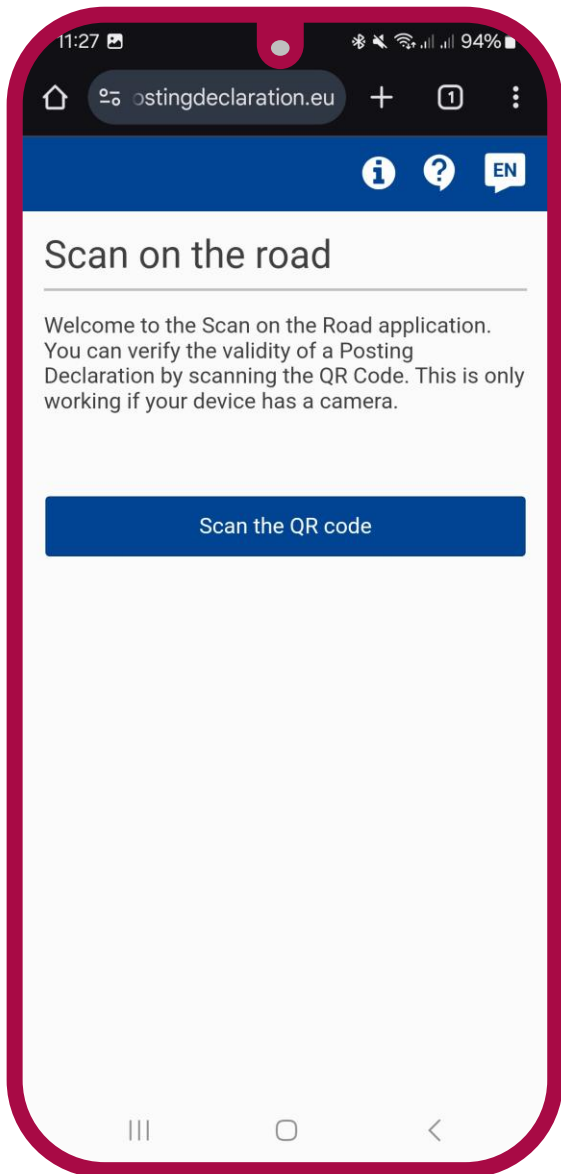 11:27
94%
ostingdeclaration.eu
1
EN
Scan on the road
Welcome to the Scan on the Road application.
You can verify the validity of a Posting
Declaration by scanning the QR Code. This is only
working if your device has a camera.
Scan the QR code